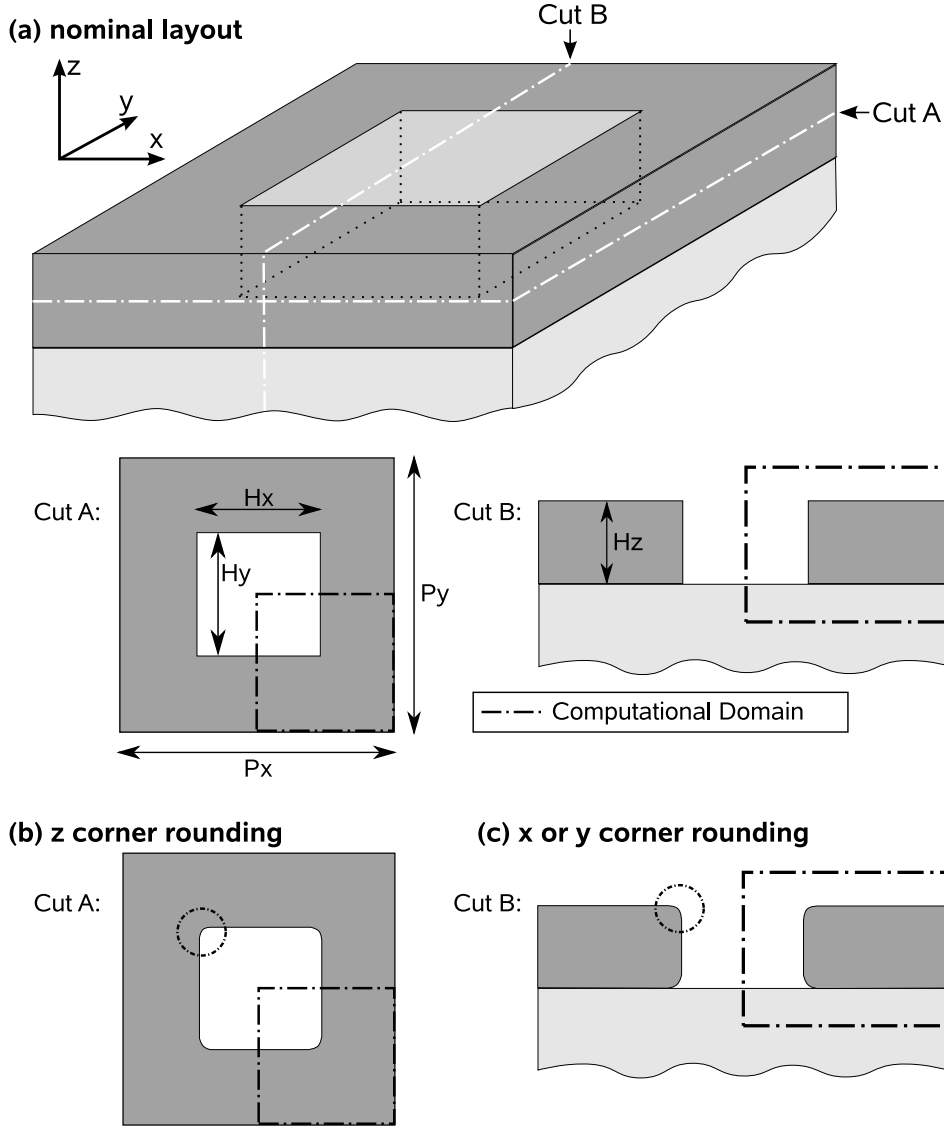 (a) nominal layout
Cut B
z
y
x
Cut A
Cut A:
Hx
Hy
Py
Px
Cut B:
Hz
Computational Domain
(b) z corner rounding
Cut A:
(c) x or y corner rounding
Cut B: